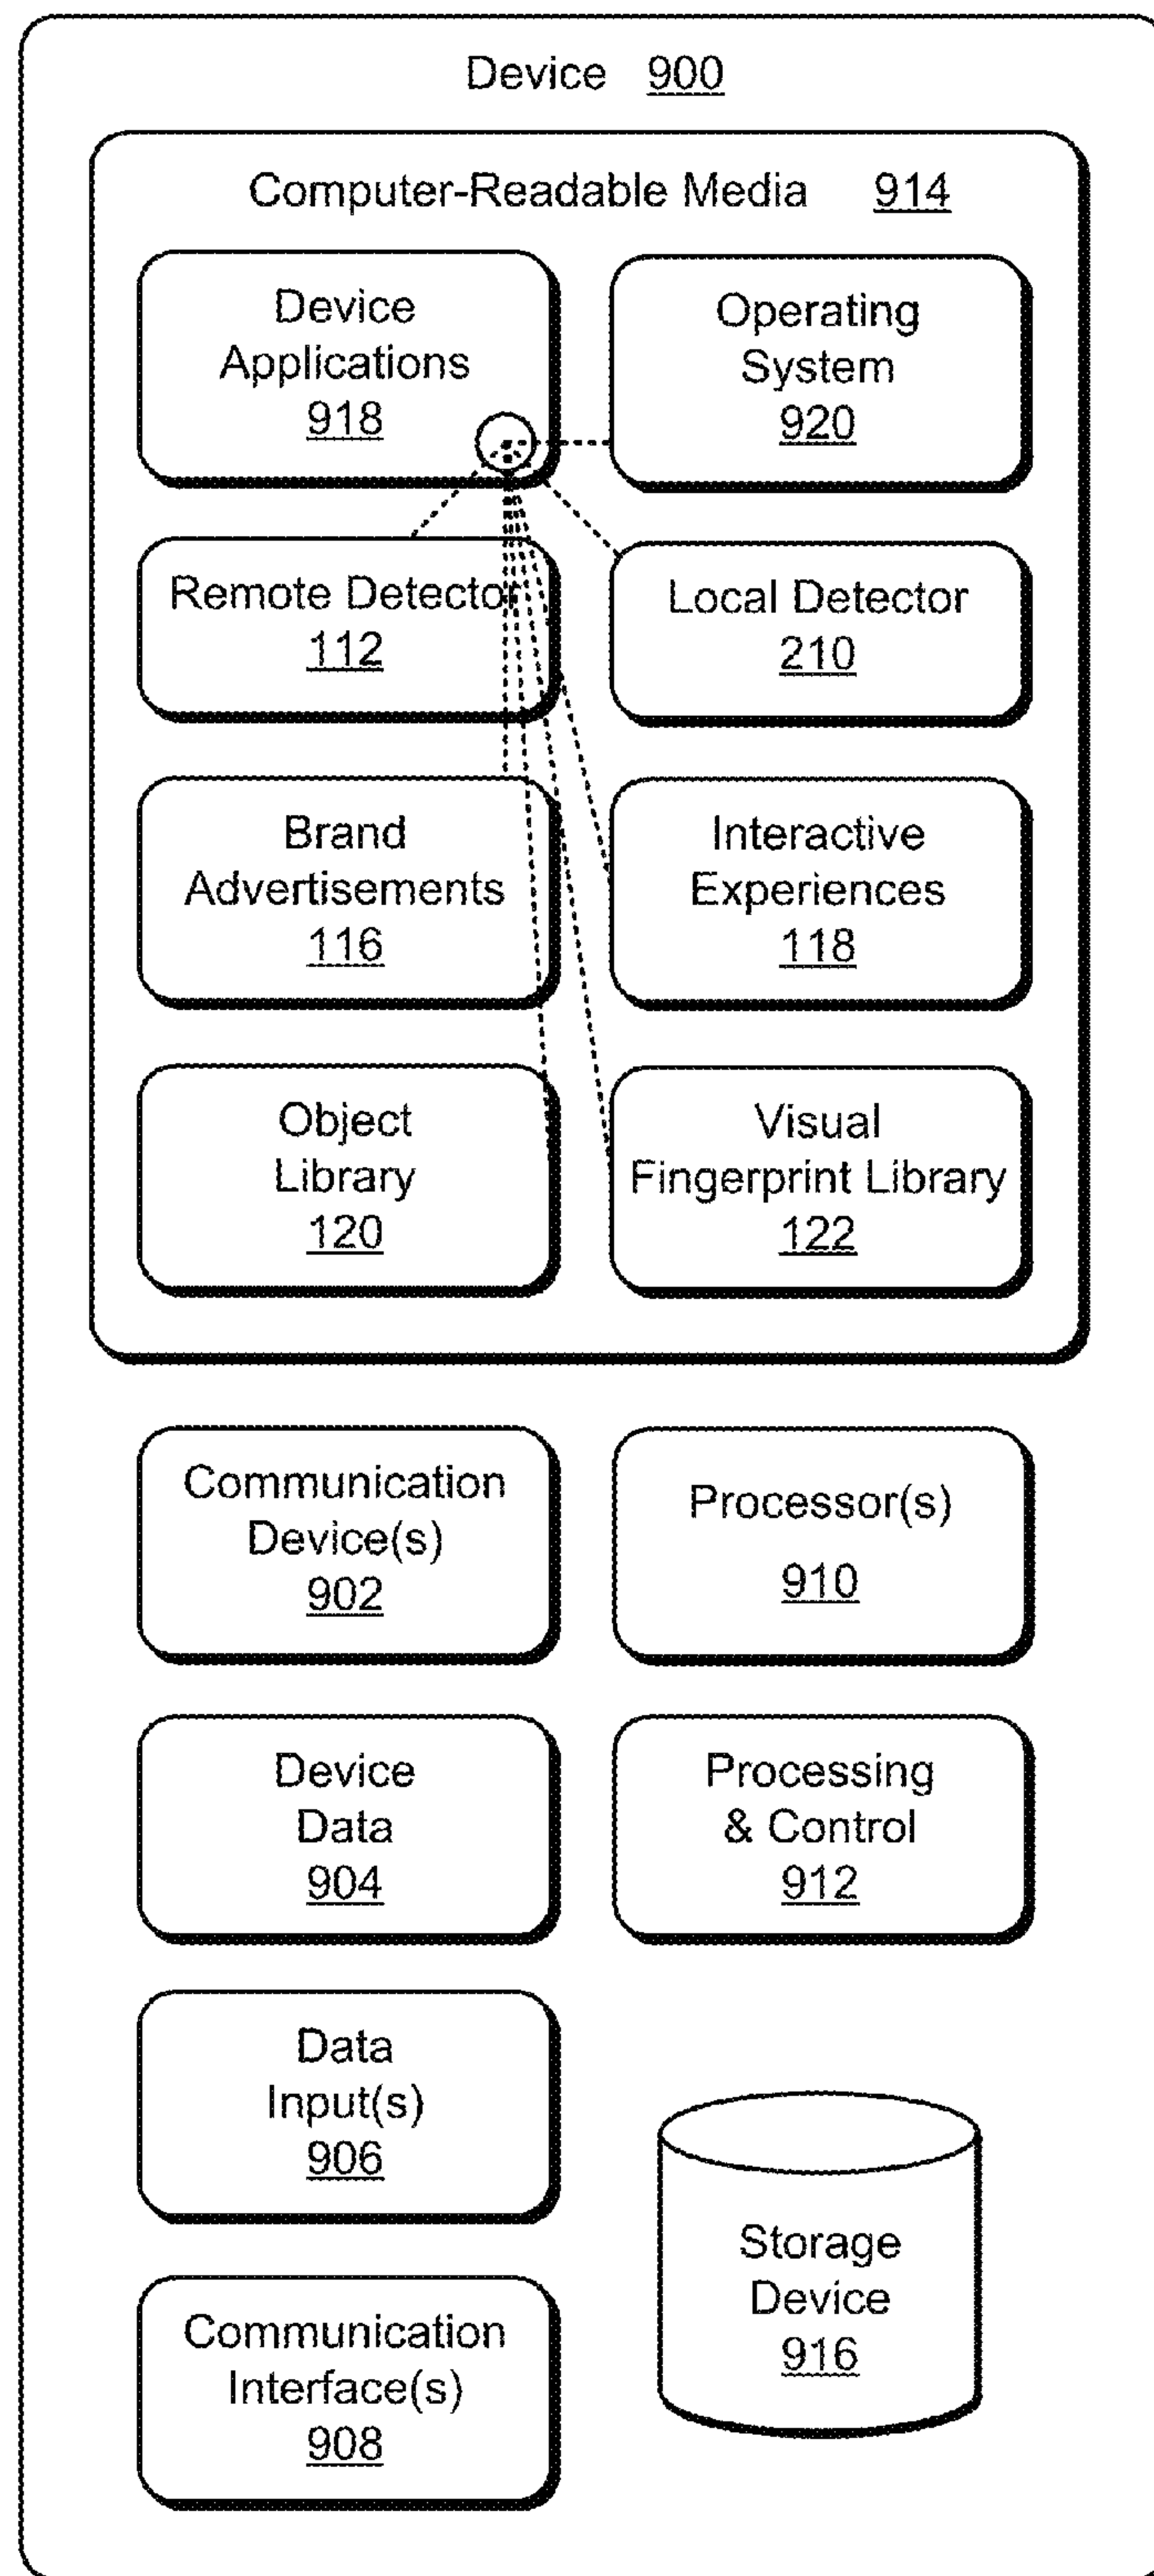 Device 900
Computer-Readable Media 914
Device
Applications
918
Operating
System
920
Remote Detector
112
Local Detector
210
Brand
Advertisements
116
Interactive
Experiences
118
Object
Library
120
Visual
Fingerprint Library
122
Communication
Device(s)
902
Processor(s)
910
Device
Data
904
Processing
& Control
912
Data
Input(s)
906
Storage
Device
916
Communication
Interface(s)
908